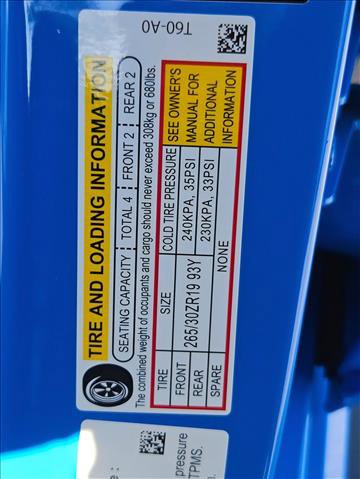 T60-A0
TIRE AND LOADING INFORMATION
SEATING CAPACITY TOTAL 4 FRONT 2 REAR 2
The combined weight of occupants and cargo should never exceed 308kg or 680lbs.
TIRE SIZE COLD TIRE PRESSURE
FRONT 265/30ZR19 93Y 240KPA, 35PSI
REAR 230KPA, 33PSI
SPARE NONE
SEE OWNER'S
MANUAL FOR
ADDITIONAL
INFORMATION
:
pressure
TPMS.